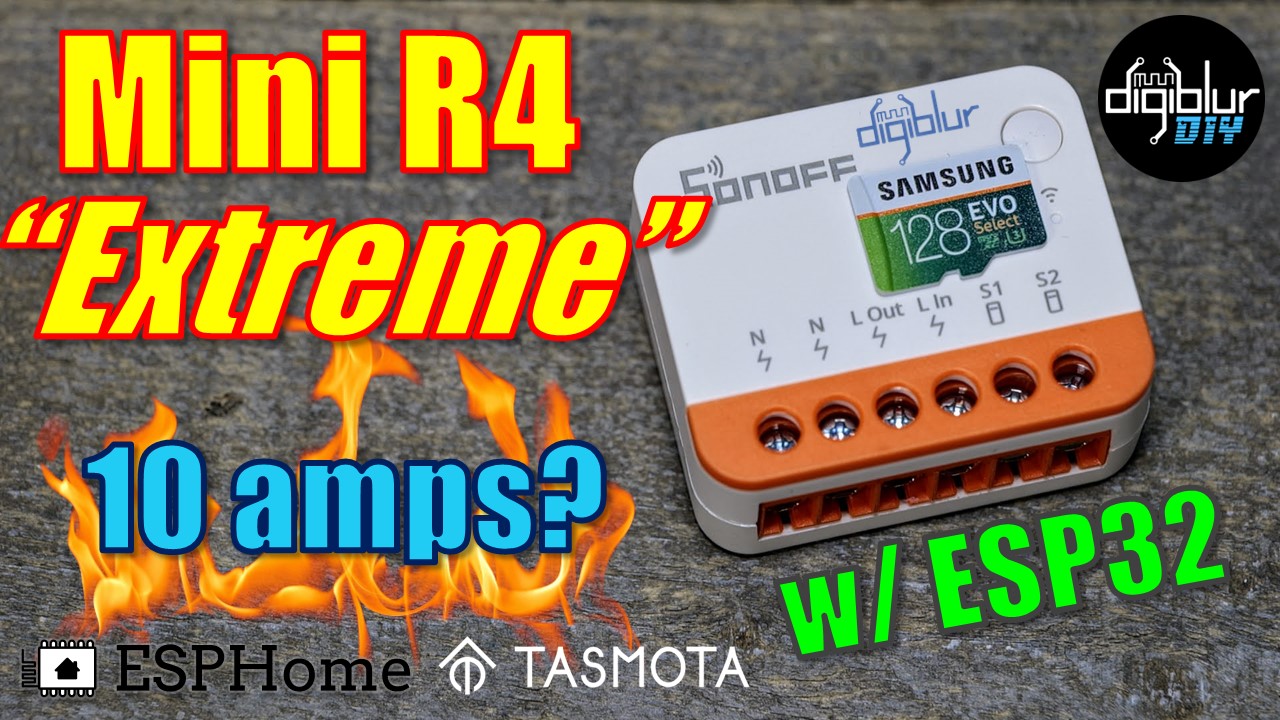 Mini R4
“Extreme”
10 amps?
w/ ESP32
ESPHome
TASMOTA
digiblur
DIY
digiblur
SONOFF
SAMSUNG
128 EVO
Select
N N L Out L In S1 S2